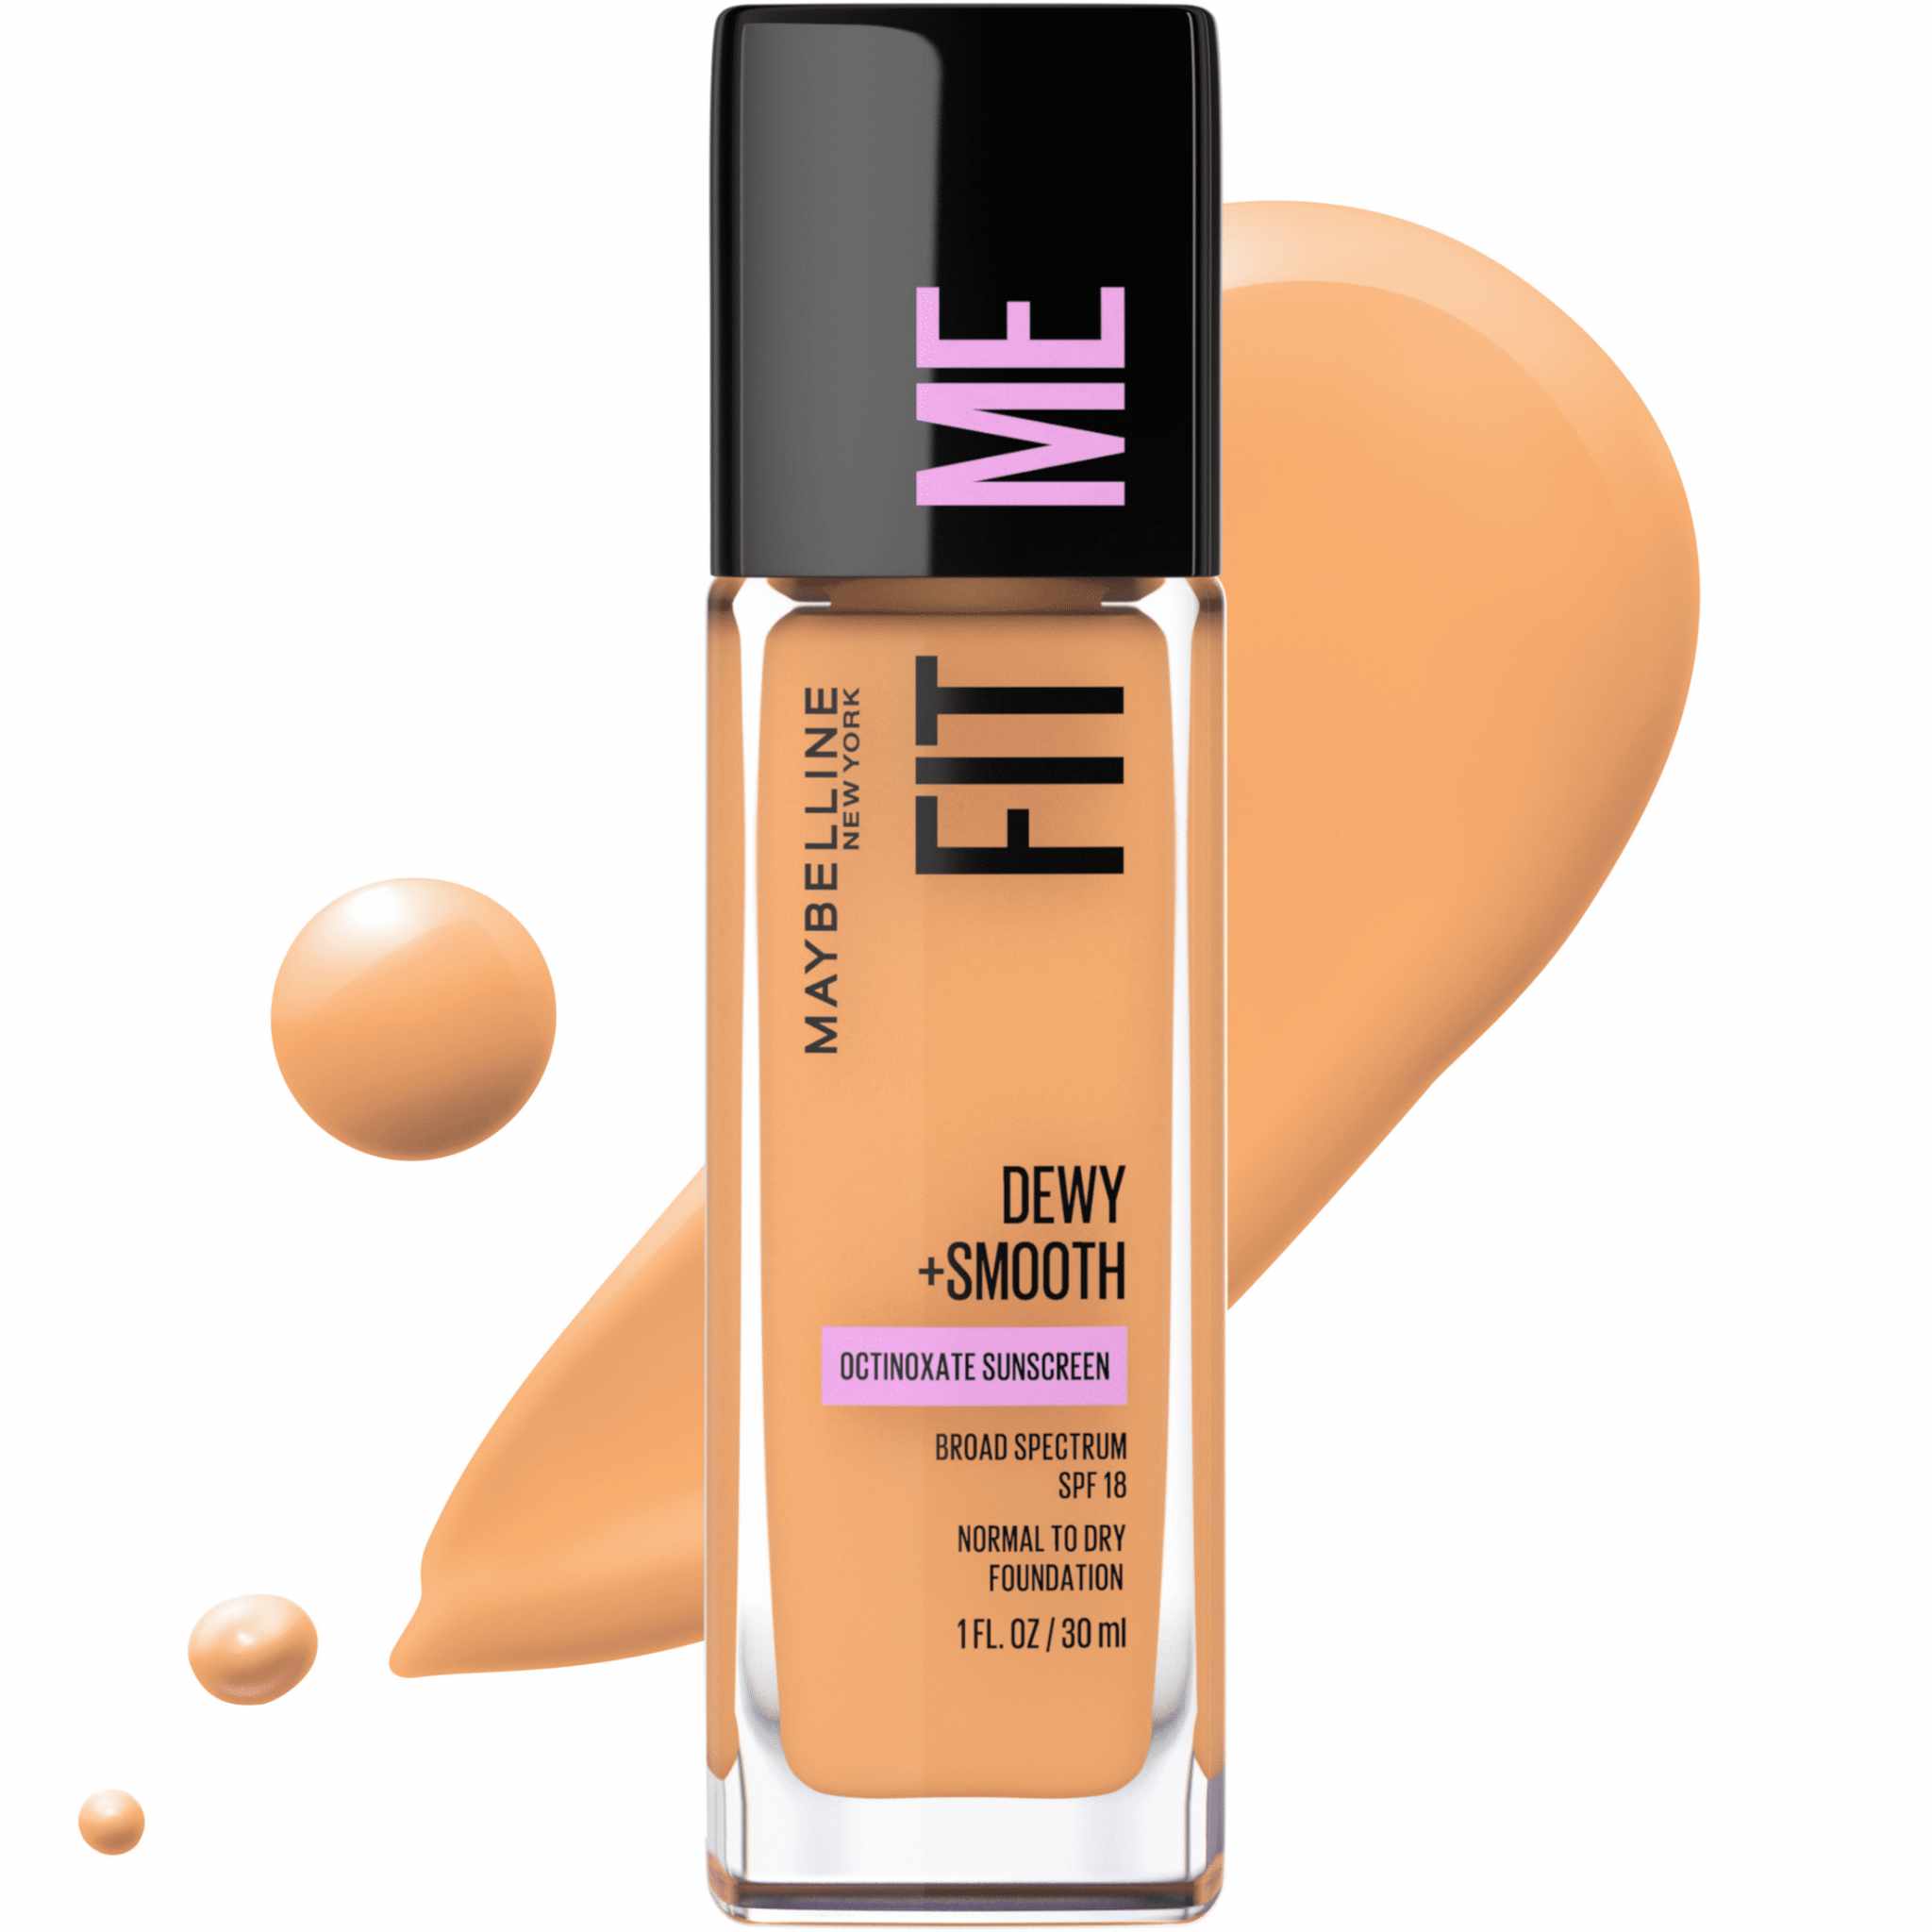 MAYBELLINE
NEW YORK
FIT ME
DEWY
+SMOOTH
OCTINOXATE SUNSCREEN
BROAD SPECTRUM
SPF 18
NORMAL TO DRY
FOUNDATION
1 FL. OZ / 30 ml